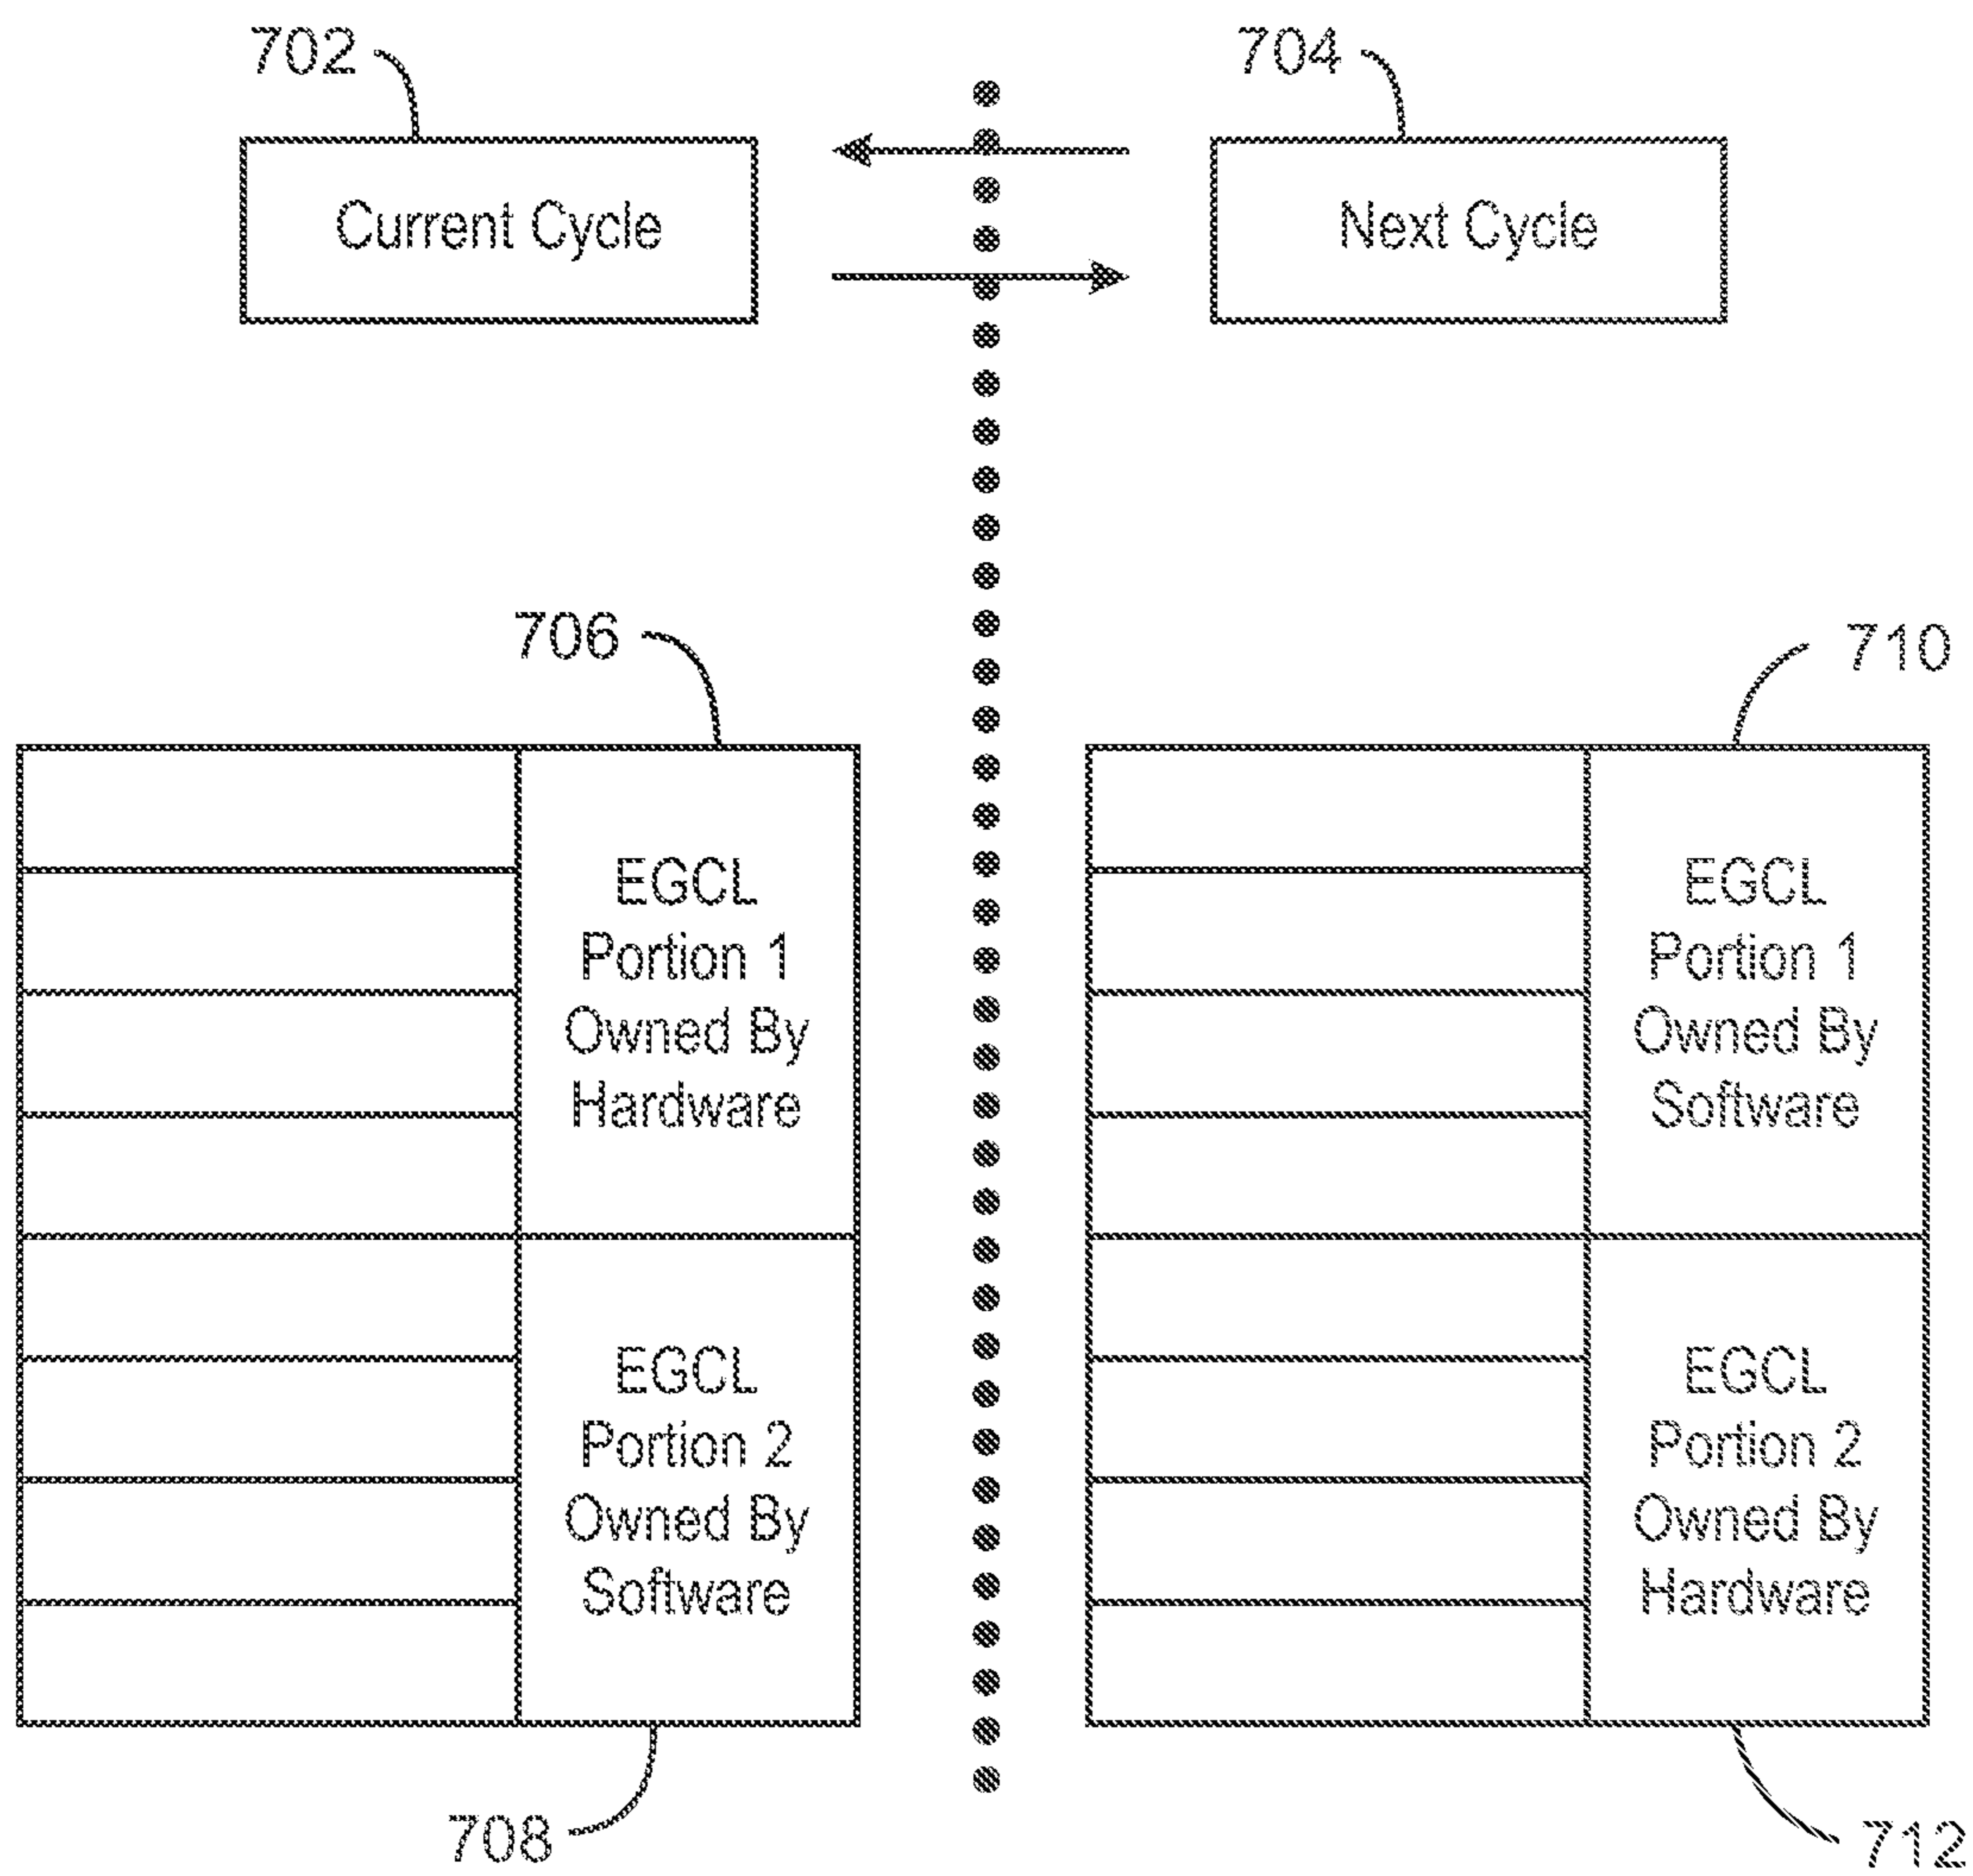 702
704
Current Cycle
Next Cycle
706
710
EGCL
Portion 1
Owned By
Hardware
EGCL
Portion 1
Owned By
Software
EGCL
Portion 2
Owned By
Software
EGCL
Portion 2
Owned By
Hardware
708
712